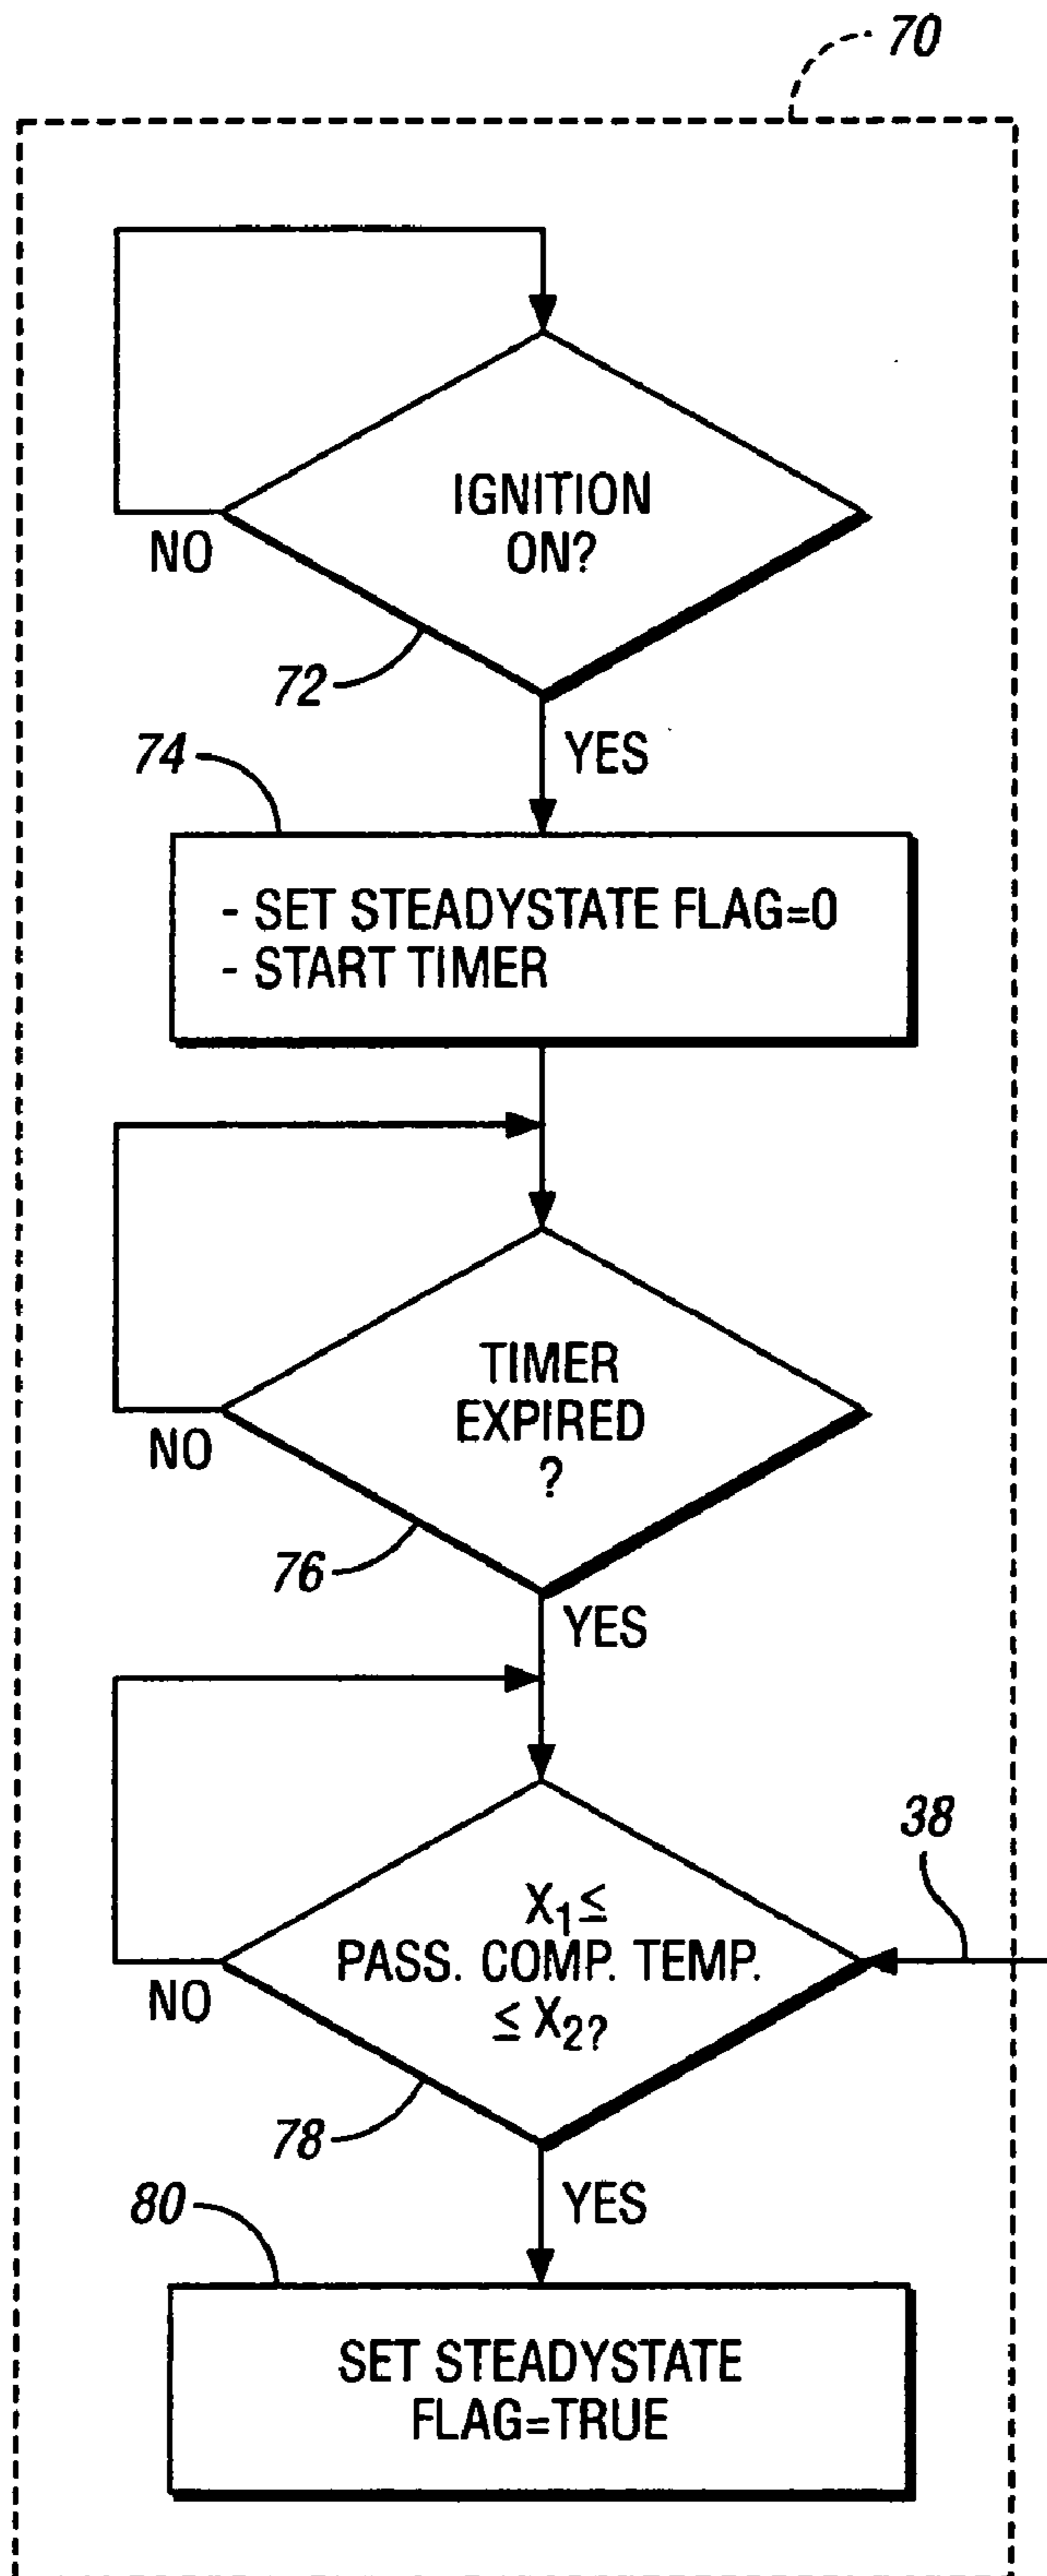 70
IGNITION
ON?
NO
72
YES
74
- SET STEADYSTATE FLAG=0
- START TIMER
TIMER
EXPIRED
?
NO
76
YES
38
X₁≤
PASS. COMP. TEMP.
≤ X₂?
NO
78
YES
80
SET STEADYSTATE
FLAG=TRUE